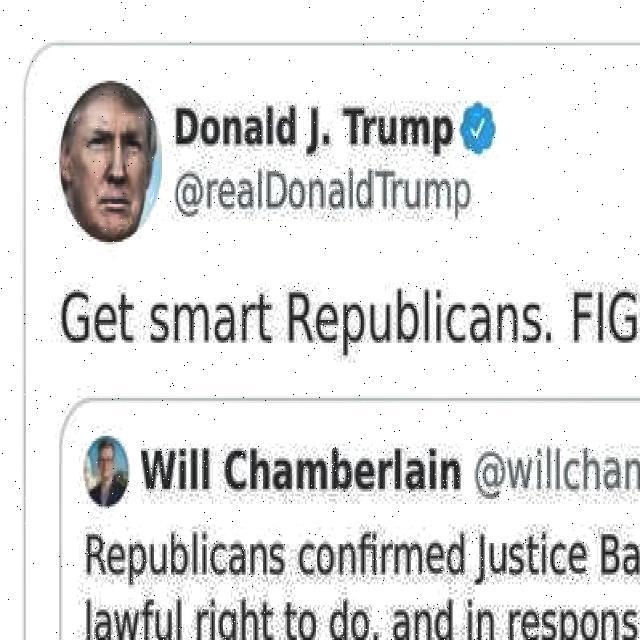 Donald J. Trump
@realDonaldTrump
Get smart Republicans. FIG
Will Chamberlain @willcham
Republicans confirmed Justice Ba
lawful right to do, and in respons